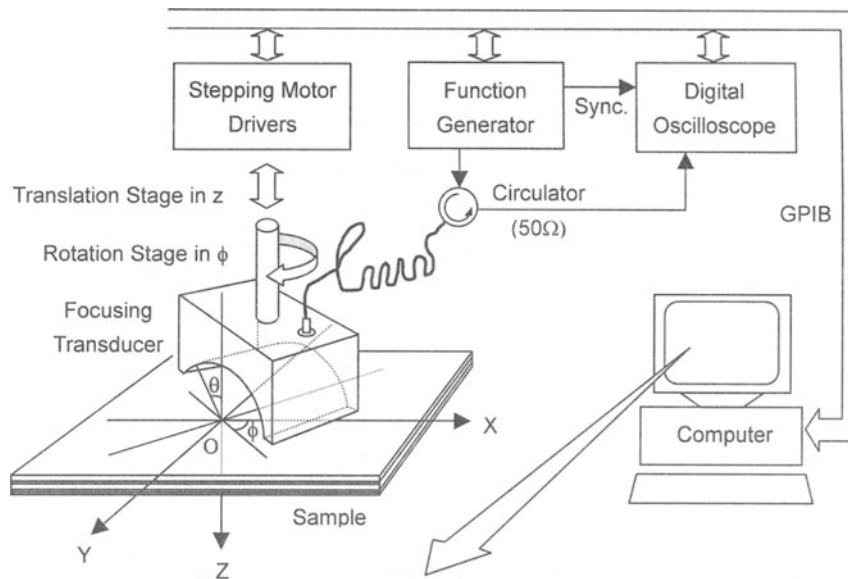 Stepping Motor
Drivers
Function
Generator
Sync.
Digital
Oscilloscope
Translation Stage in z
Circulator
(50Ω)
GPIB
Rotation Stage in ϕ
Focusing
Transducer
θ
ϕ
X
O
Computer
Sample
Y
Z